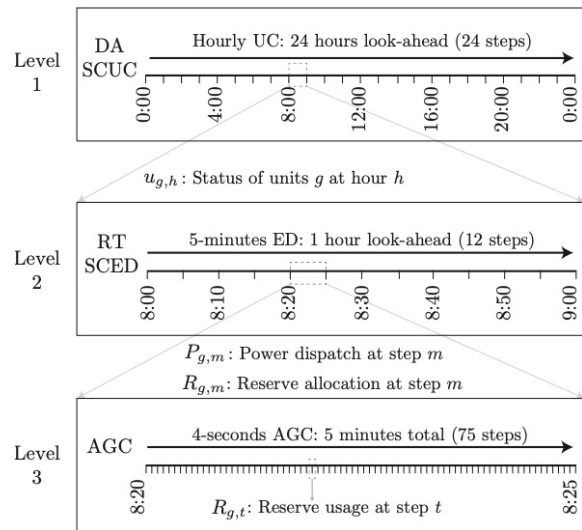 Level
1
DA
SCUC
Hourly UC: 24 hours look-ahead (24 steps)
0:00
4:00
8:00
12:00
16:00
20:00
0:00
u_{g,h}: Status of units g at hour h
Level
2
RT
SCED
5-minutes ED: 1 hour look-ahead (12 steps)
8:00
8:10
8:20
8:30
8:40
8:50
9:00
P_{g,m}: Power dispatch at step m
R_{g,m}: Reserve allocation at step m
Level
3
AGC
4-seconds AGC: 5 minutes total (75 steps)
8:20
8:25
R_{g,t}: Reserve usage at step t